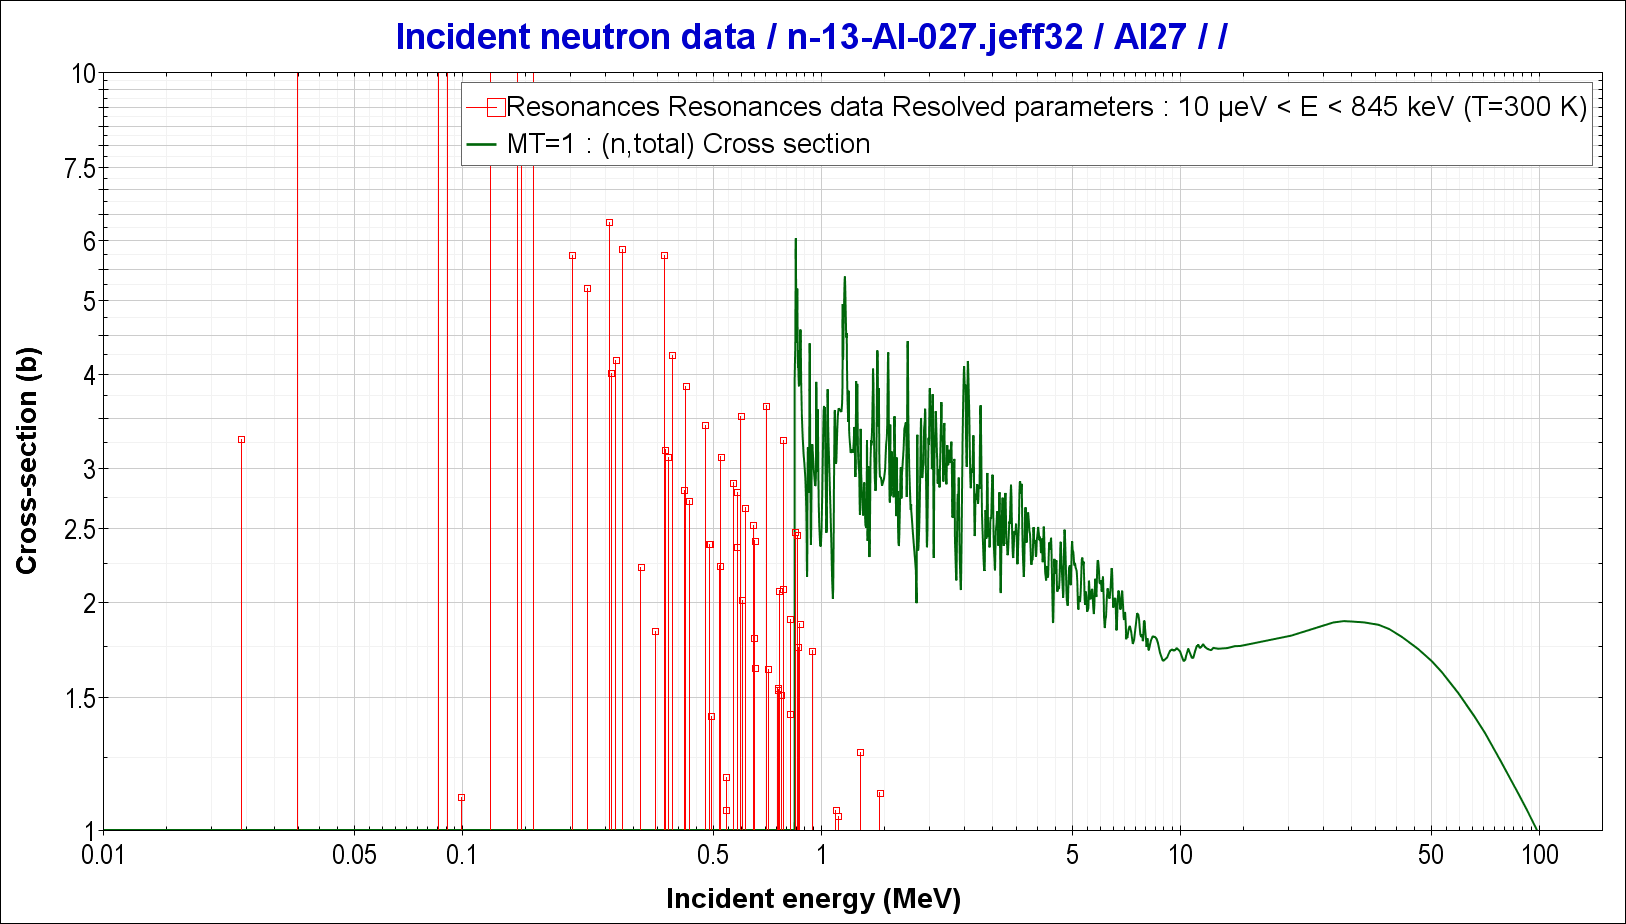 Incident neutron data / n-13-Al-027.jeff32 / Al27 / /
Resonances Resonances data Resolved parameters : 10 µeV < E < 845 keV (T=300 K)
MT=1 : (n,total) Cross section
Cross-section (b)
10
7.5
6
5
4
3
2.5
2
1.5
1
0.01 0.05 0.1 0.5 1 5 10 50 100
Incident energy (MeV)